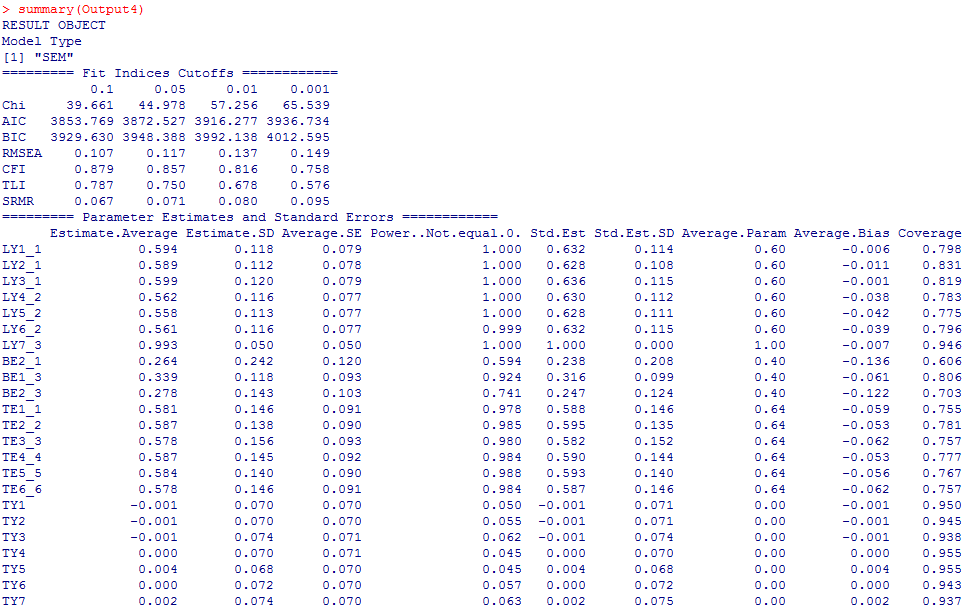 > summary(Output4)
RESULT OBJECT
Model Type
[1] "SEM"
========= Fit Indices Cutoffs ============
0.1 0.05 0.01 0.001
Chi 39.661 44.978 57.256 65.539
AIC 3853.769 3872.527 3916.277 3936.734
BIC 3929.630 3948.388 3992.138 4012.595
RMSEA 0.107 0.117 0.137 0.149
CFI 0.879 0.857 0.816 0.758
TLI 0.787 0.750 0.678 0.576
SRMR 0.067 0.071 0.080 0.095
========= Parameter Estimates and Standard Errors ============
Estimate.Average Estimate.SD Average.SE Power..Not.equal.0. Std.Est Std.Est.SD Average.Param Average.Bias Coverage
LY1_1 0.594 0.118 0.079 1.000 0.632 0.114 0.60 -0.006 0.798
LY2_1 0.589 0.112 0.078 1.000 0.628 0.108 0.60 -0.011 0.831
LY3_1 0.599 0.120 0.079 1.000 0.636 0.115 0.60 -0.001 0.819
LY4_2 0.562 0.116 0.077 1.000 0.630 0.112 0.60 -0.038 0.783
LY5_2 0.558 0.113 0.077 1.000 0.628 0.111 0.60 -0.042 0.775
LY6_2 0.561 0.116 0.077 0.999 0.632 0.115 0.60 -0.039 0.796
LY7_3 0.993 0.050 0.050 1.000 1.000 0.000 1.00 -0.007 0.946
BE2_1 0.264 0.242 0.120 0.594 0.238 0.208 0.40 -0.136 0.606
BE1_3 0.339 0.118 0.093 0.924 0.316 0.099 0.40 -0.061 0.806
BE2_3 0.278 0.143 0.103 0.741 0.247 0.124 0.40 -0.122 0.703
TE1_1 0.581 0.146 0.091 0.978 0.588 0.146 0.64 -0.059 0.755
TE2_2 0.587 0.138 0.090 0.985 0.595 0.135 0.64 -0.053 0.781
TE3_3 0.578 0.156 0.093 0.980 0.582 0.152 0.64 -0.062 0.757
TE4_4 0.587 0.145 0.092 0.984 0.590 0.144 0.64 -0.053 0.777
TE5_5 0.584 0.140 0.090 0.988 0.593 0.140 0.64 -0.056 0.767
TE6_6 0.578 0.146 0.091 0.984 0.587 0.146 0.64 -0.062 0.757
TY1 -0.001 0.070 0.070 0.050 -0.001 0.071 0.00 -0.001 0.950
TY2 -0.001 0.070 0.070 0.055 -0.001 0.071 0.00 -0.001 0.945
TY3 -0.001 0.074 0.071 0.062 -0.001 0.074 0.00 -0.001 0.938
TY4 0.000 0.070 0.071 0.045 0.000 0.070 0.00 0.000 0.955
TY5 0.004 0.068 0.070 0.045 0.004 0.068 0.00 0.004 0.955
TY6 0.000 0.072 0.070 0.057 0.000 0.072 0.00 0.000 0.943
TY7 0.002 0.074 0.070 0.063 0.002 0.075 0.00 0.002 0.937